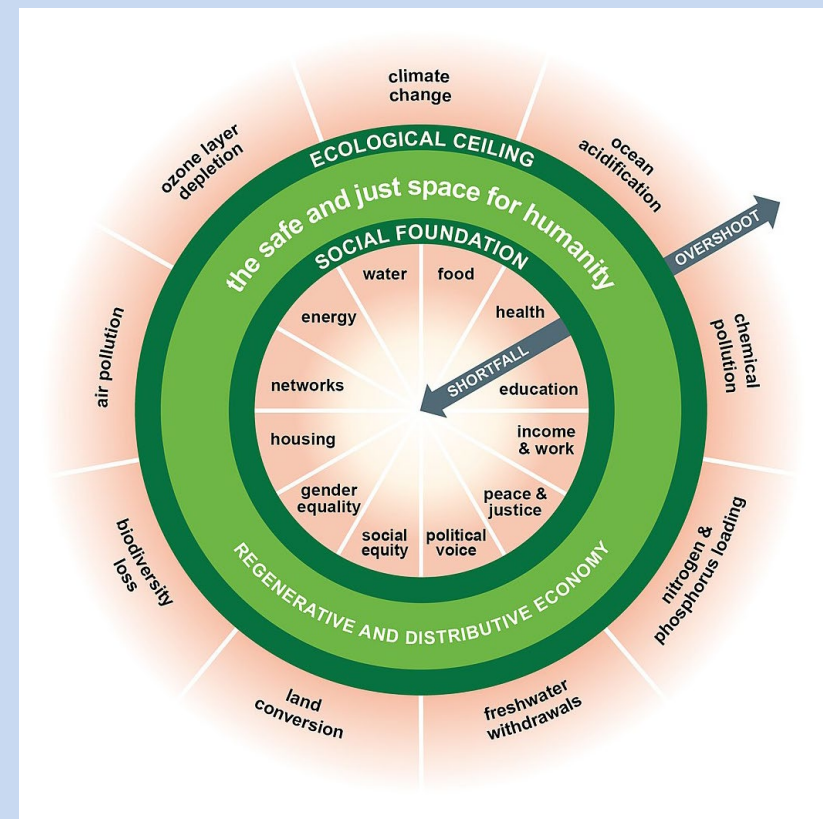 climate
change
ocean
acidification
chemical
pollution
nitrogen &
phosphorus loading
freshwater
withdrawals
land
conversion
biodiversity
loss
air pollution
ozone layer
depletion
OVERSHOOT
ECOLOGICAL CEILING
the safe and just space for humanity
SOCIAL FOUNDATION
water
food
health
SHORTFALL
education
income
& work
peace &
justice
political
voice
social
equity
gender
equality
housing
networks
energy
REGENERATIVE AND DISTRIBUTIVE ECONOMY